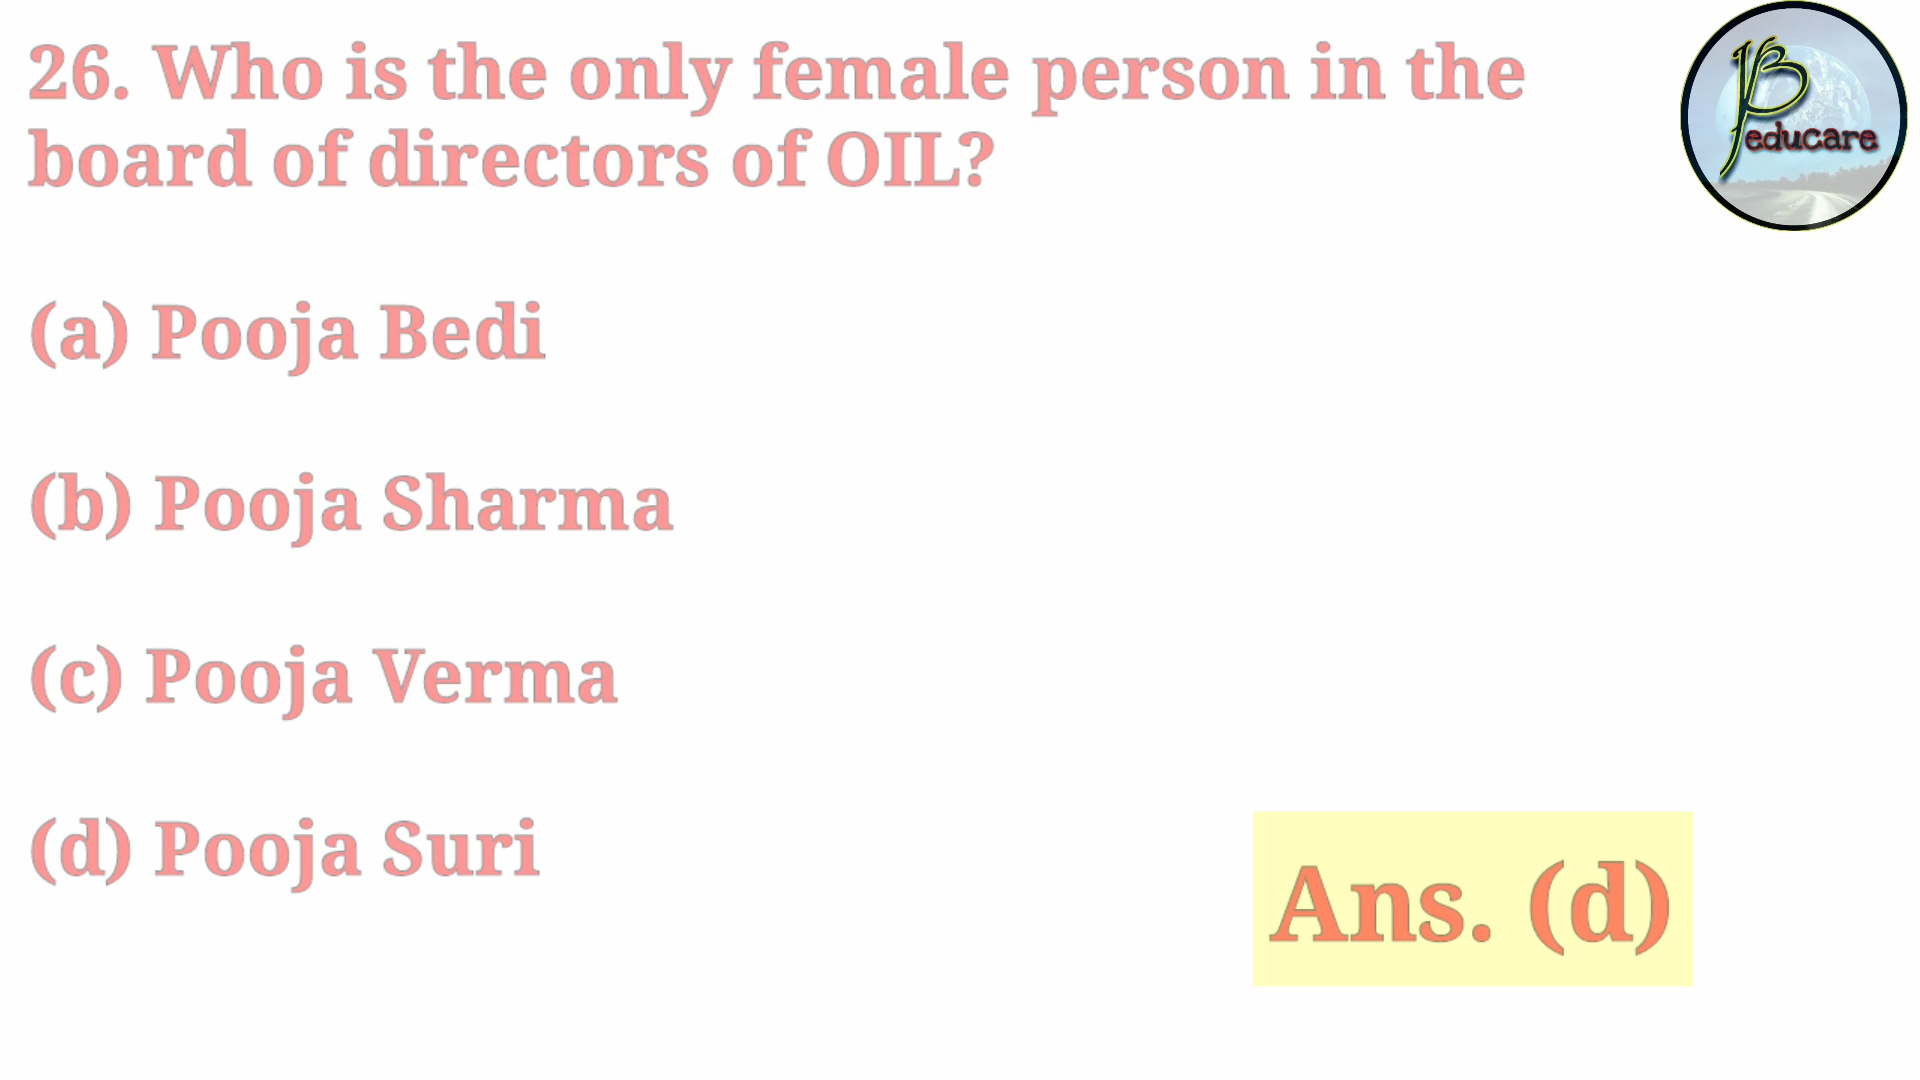 26. Who is the only female person in the
board of directors of OIL?
(a) Pooja Bedi
(b) Pooja Sharma
(c) Pooja Verma
(d) Pooja Suri
Ans. (d)
educare